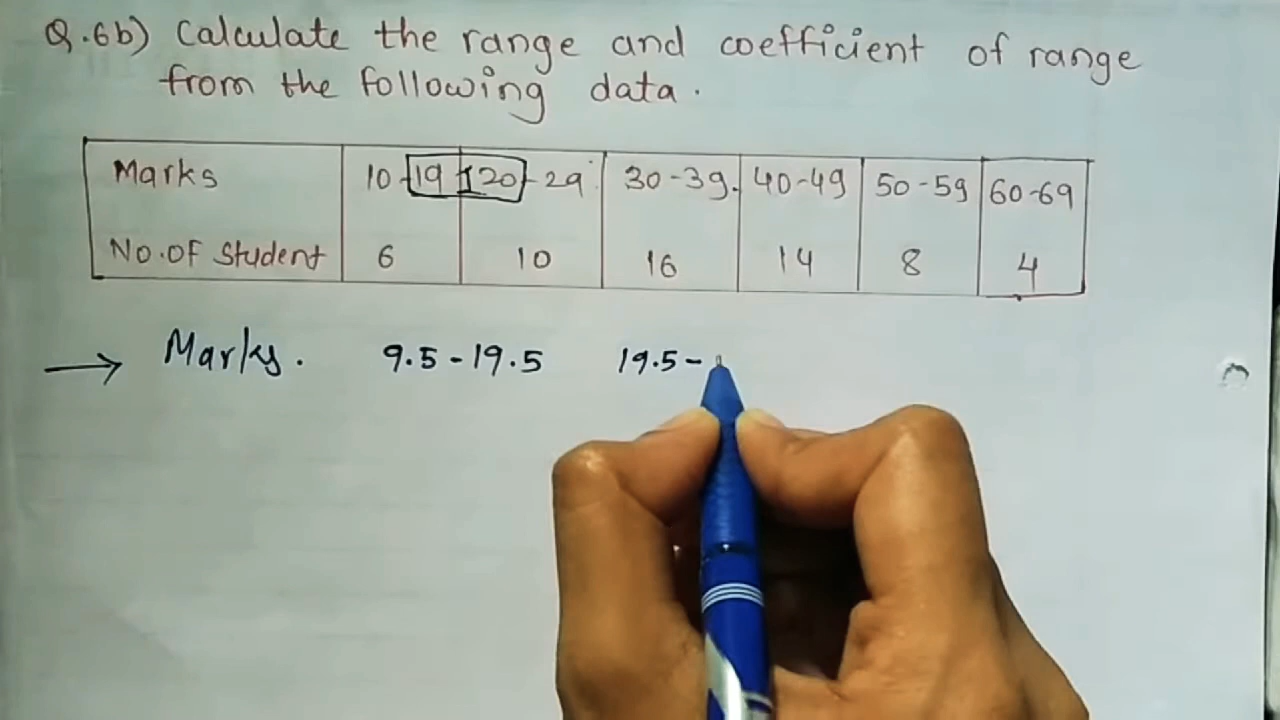 Q.6b) Calculate the range and coefficient of range
from the following data.
Marks 10-19 20-29 30-39 40-49 50-59 60-69
No.Of Student 6 10 16 14 8 4
→ Marks. 9.5-19.5 19.5-